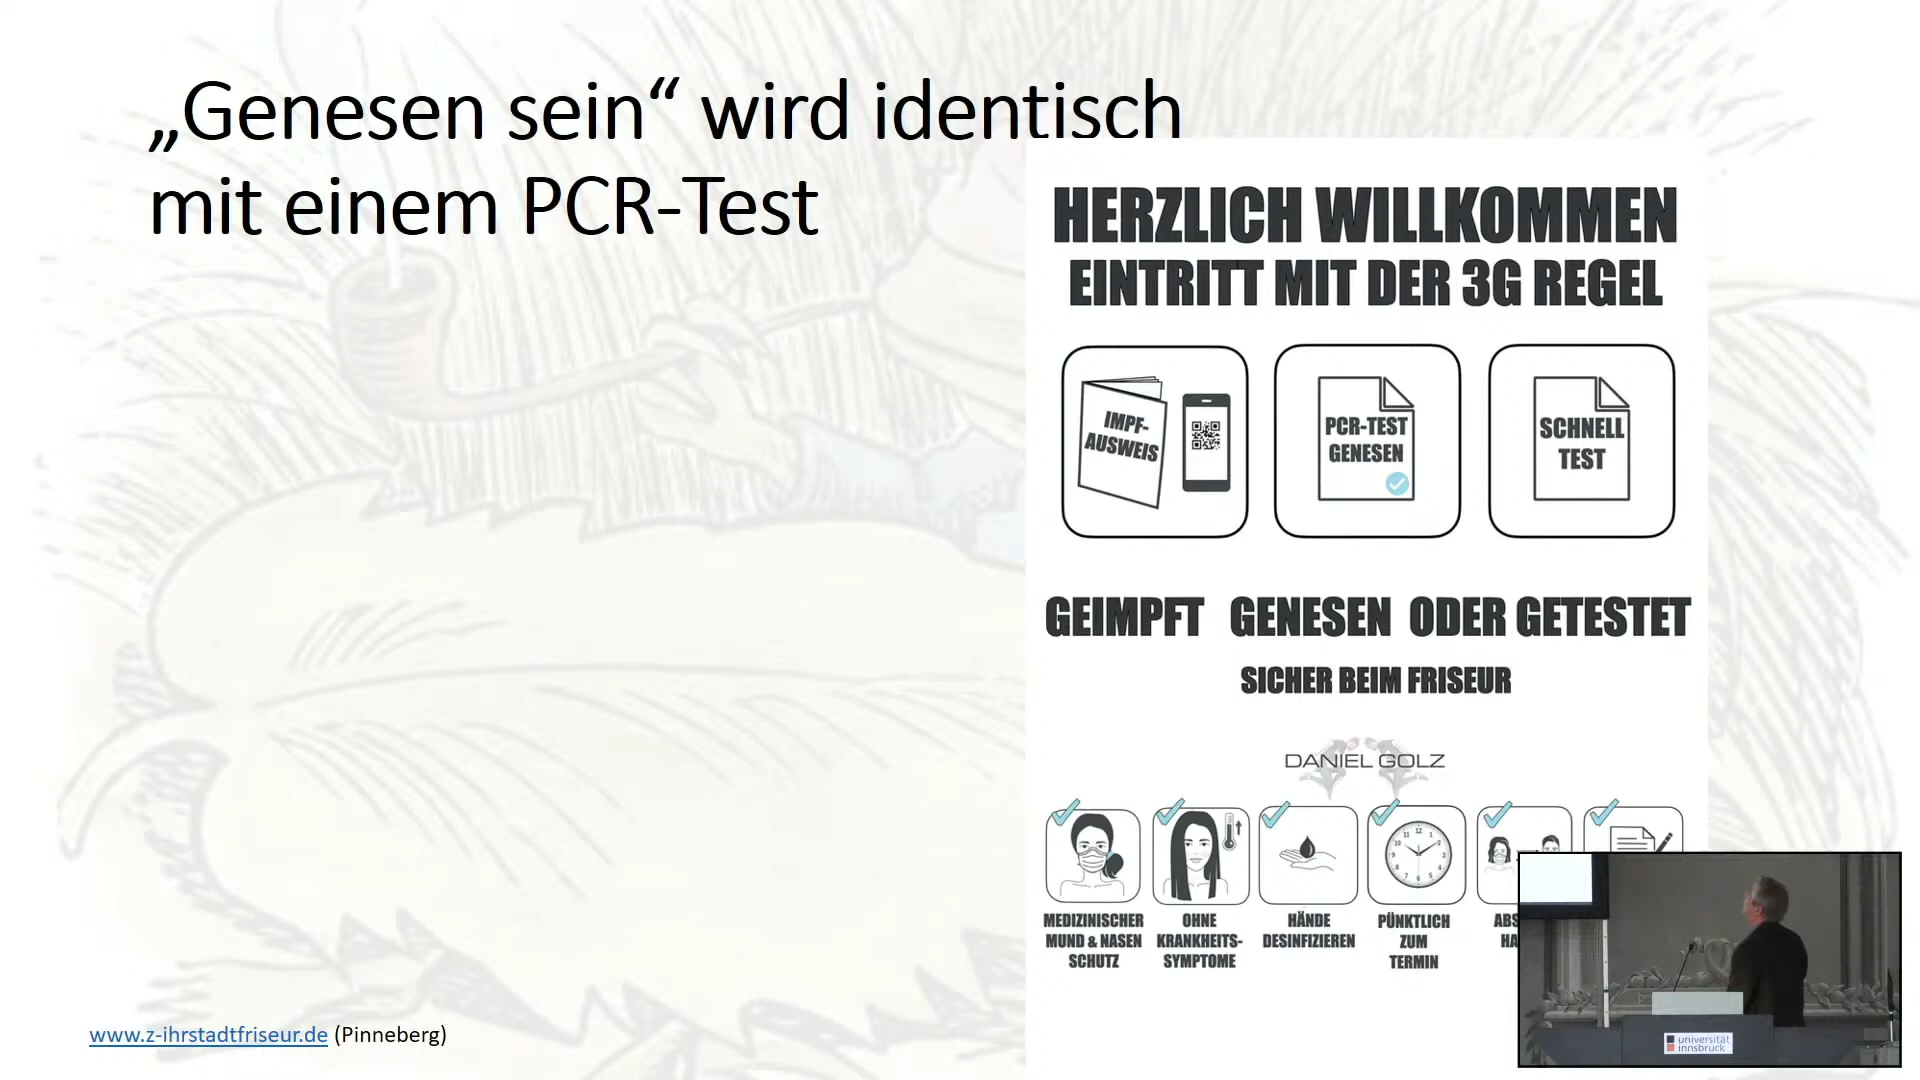 „Genesen sein“ wird identisch
mit einem PCR-Test
HERZLICH WILLKOMMEN
EINTRITT MIT DER 3G REGEL
IMPF-
AUSWEIS
PCR-TEST
GENESEN
SCHNELL
TEST
GEIMPFT GENESEN ODER GETESTET
SICHER BEIM FRISEUR
DANIEL GOLZ
MEDIZINISCHER
MUND & NASEN
SCHUTZ
OHNE
KRANKHEITS-
SYMPTOME
HÄNDE
DESINFIZIEREN
PÜNKTLICH
ZUM
TERMIN
ABS
HA
www.z-ihrstadtfriseur.de (Pinneberg)
universität
innsbruck